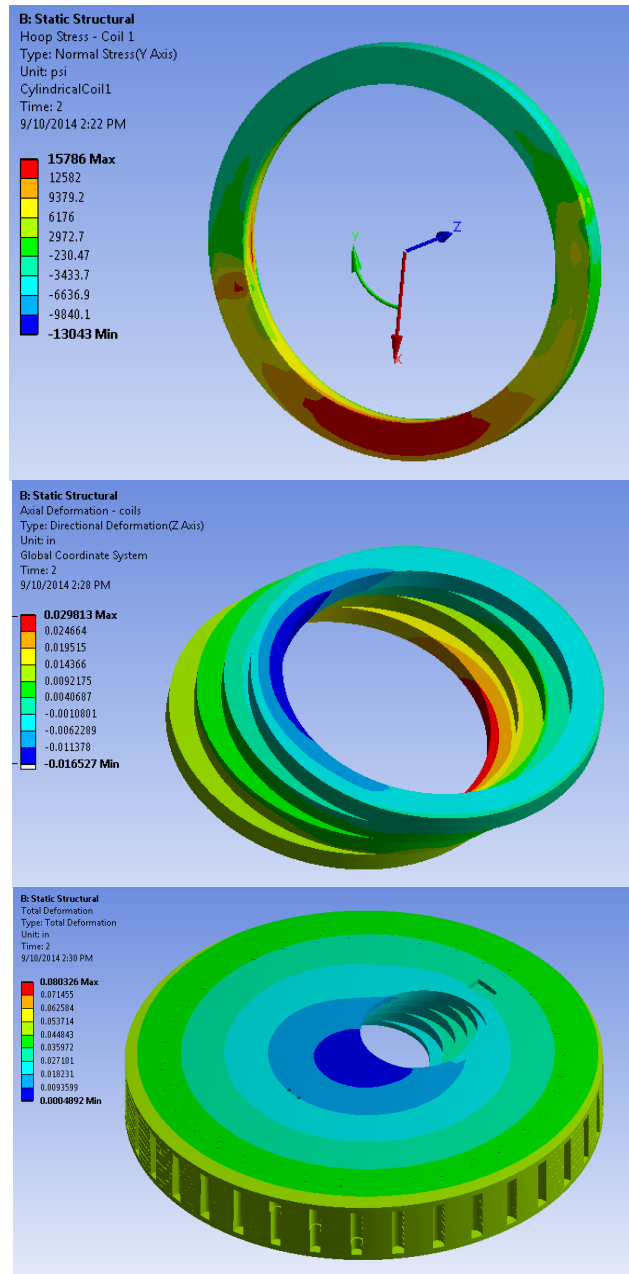 B: Static Structural
Hoop Stress - Coil 1
Type: Normal Stress(Y Axis)
Unit: psi
CylindricalCoil1
Time: 2
9/10/2014 2:22 PM
15786 Max
12582
9379.2
6176
2972.7
-230.47
-3433.7
-6636.9
-9840.1
-13043 Min
Y
Z
X
B: Static Structural
Axial Deformation - coils
Type: Directional Deformation(Z Axis)
Unit: in
Global Coordinate System
Time: 2
9/10/2014 2:28 PM
0.029813 Max
0.024664
0.019515
0.014366
0.0092175
0.0040687
-0.0010801
-0.0062289
-0.011378
-0.016527 Min
B: Static Structural
Total Deformation
Type: Total Deformation
Unit: in
Time: 2
9/10/2014 2:30 PM
0.080326 Max
0.071455
0.062584
0.053714
0.044843
0.035972
0.027101
0.018231
0.0093599
0.0004892 Min